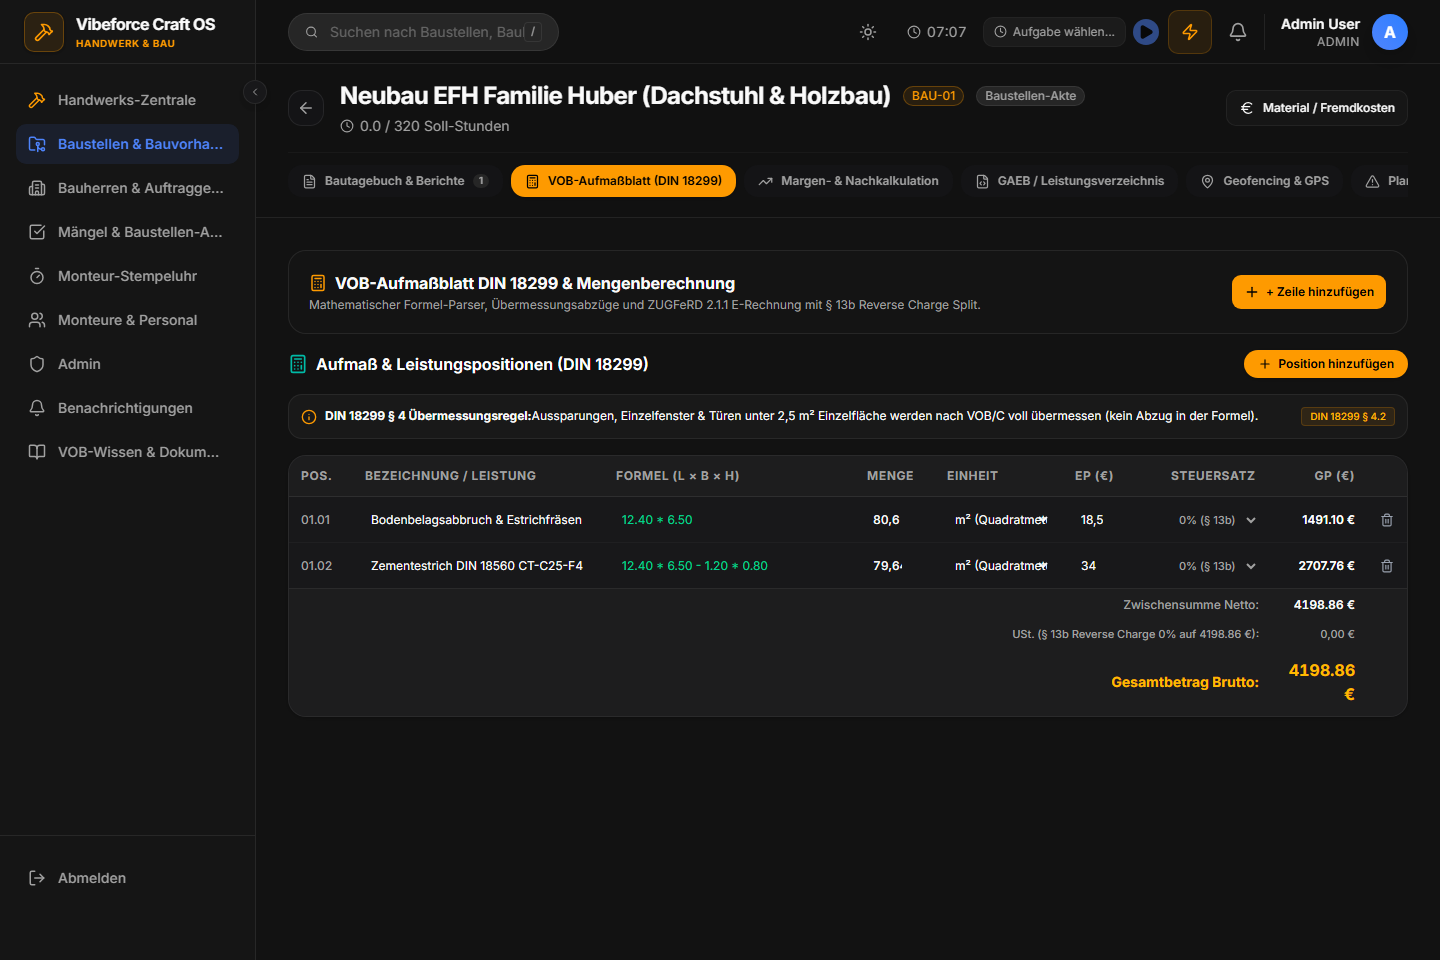 Vibeforce Craft OS
HANDWERK & BAU
Suchen nach Baustellen, Bau /
07:07
Aufgabe wählen...
Admin User
ADMIN
A
Handwerks-Zentrale
Baustellen & Bauvorha...
Bauherren & Auftragge...
Mängel & Baustellen-A...
Monteur-Stempeluhr
Monteure & Personal
Admin
Benachrichtigungen
VOB-Wissen & Dokum...
Abmelden
Neubau EFH Familie Huber (Dachstuhl & Holzbau) BAU-01 Baustellen-Akte
0.0 / 320 Soll-Stunden
€ Material / Fremdkosten
Bautagebuch & Berichte 1 VOB-Aufmaßblatt (DIN 18299) Margen- & Nachkalkulation GAEB / Leistungsverzeichnis Geofencing & GPS Plan
VOB-Aufmaßblatt DIN 18299 & Mengenberechnung
Mathematischer Formel-Parser, Übermessungsabzüge und ZUGFeRD 2.1.1 E-Rechnung mit § 13b Reverse Charge Split.
+ + Zeile hinzufügen
Aufmaß & Leistungspositionen (DIN 18299)
+ Position hinzufügen
DIN 18299 § 4 Übermessungsregel:Aussparungen, Einzelfenster & Türen unter 2,5 m² Einzelfläche werden nach VOB/C voll übermessen (kein Abzug in der Formel). DIN 18299 § 4.2
POS. BEZEICHNUNG / LEISTUNG FORMEL (L × B × H) MENGE EINHEIT EP (€) STEUERSATZ GP (€)
01.01 Bodenbelagsabbruch & Estrichfräsen 12.40 * 6.50 80,6 m² (Quadratmet 18,5 0% (§ 13b) 1491.10 €
01.02 Zementestrich DIN 18560 CT-C25-F4 12.40 * 6.50 - 1.20 * 0.80 79,64 m² (Quadratmet 34 0% (§ 13b) 2707.76 €
Zwischensumme Netto: 4198.86 €
USt. (§ 13b Reverse Charge 0% auf 4198.86 €): 0,00 €
Gesamtbetrag Brutto: 4198.86 €